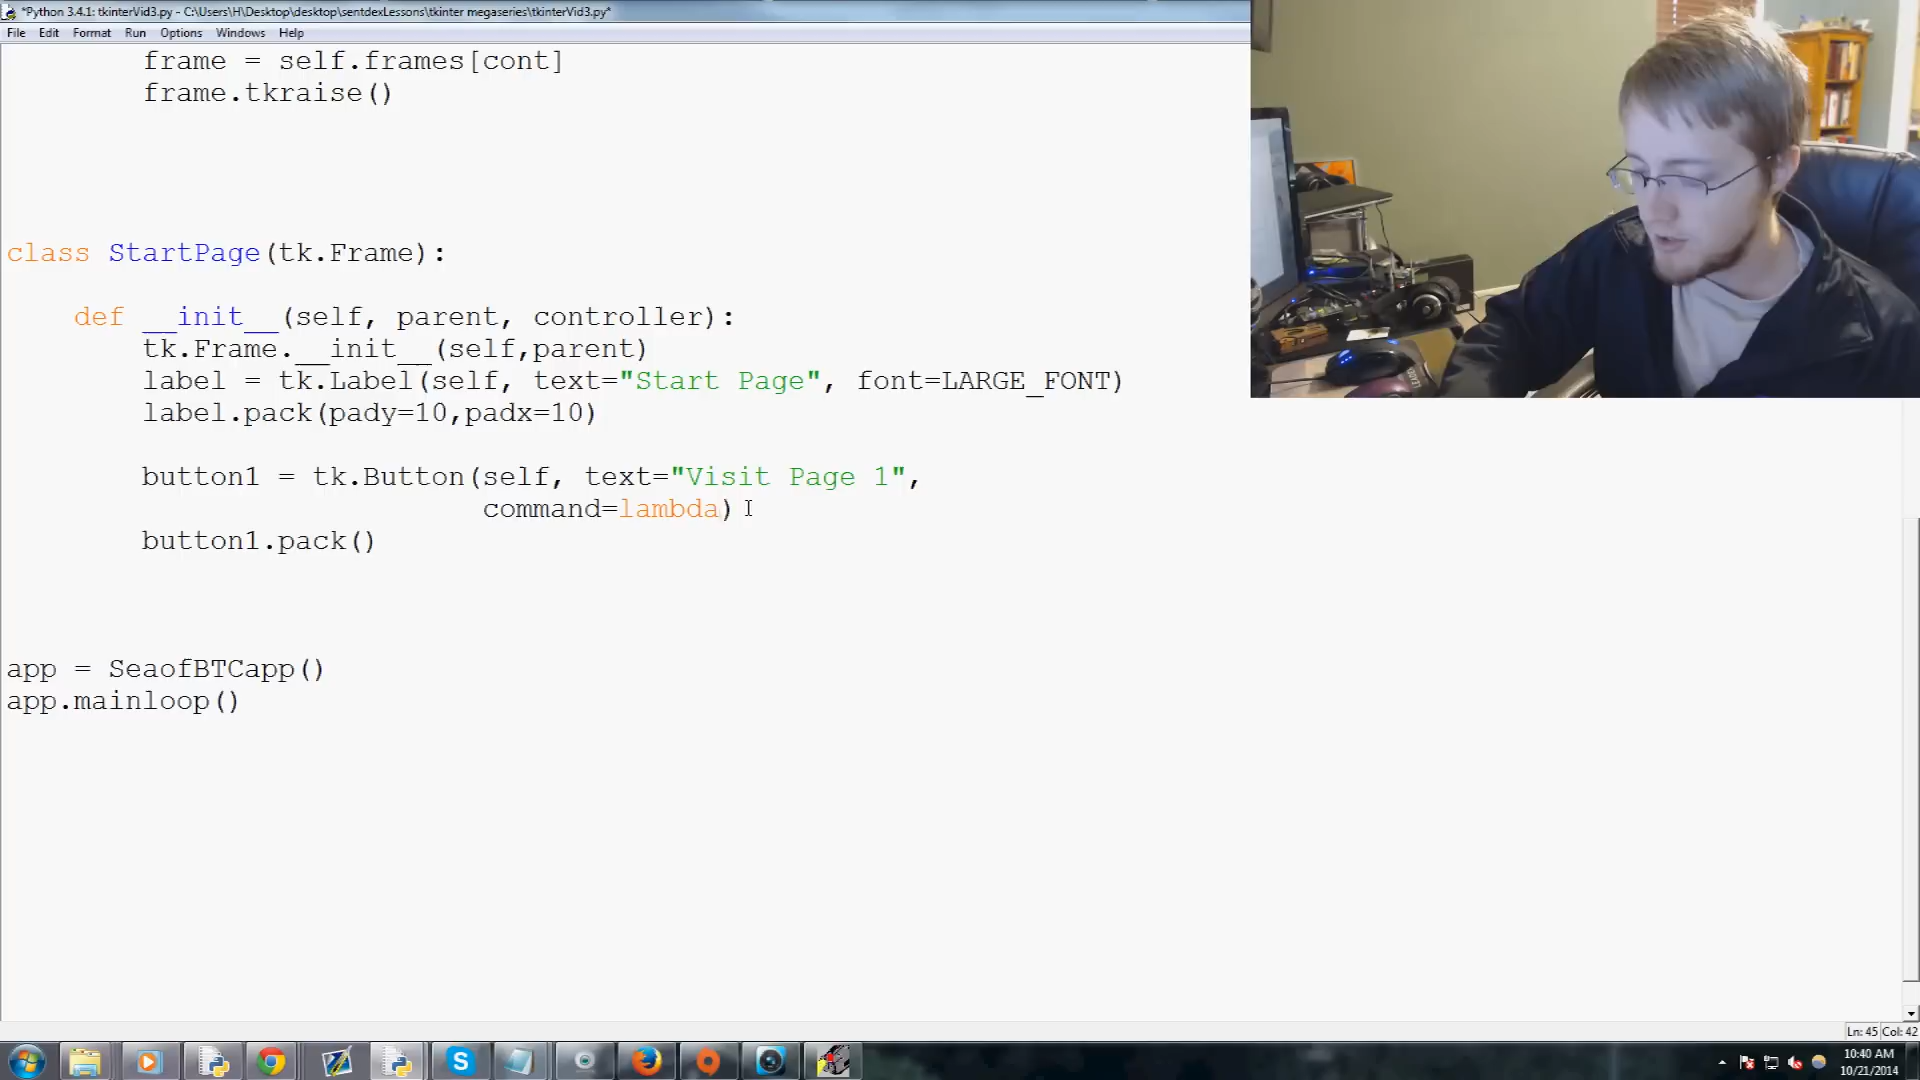 *Python 3.4.1: tkinterVid3.py - C:\Users\H\Desktop\desktop\sentdexLessons\tkinter megaseries\tkinterVid3.py*
File Edit Format Run Options Windows Help
frame = self.frames[cont]
frame.tkraise()
class StartPage(tk.Frame):
def __init__(self, parent, controller):
tk.Frame.__init__(self,parent)
label = tk.Label(self, text="Start Page", font=LARGE_FONT)
label.pack(pady=10,padx=10)
button1 = tk.Button(self, text="Visit Page 1",
command=lambda)
button1.pack()
app = SeaofBTCapp()
app.mainloop()
Ln: 45 Col: 42
10:40 AM
10/21/2014